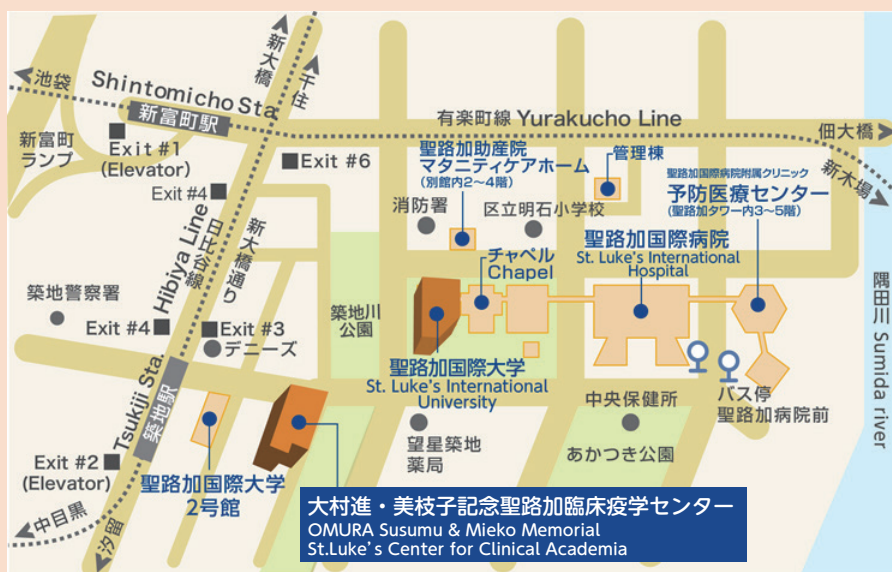 新大橋
千住
池袋
Shintomicho Sta.
新富町駅
有楽町線 Yurakucho Line
佃大橋
新木場
新富町
ランプ
Exit #1
(Elevator)
Exit #6
Exit #4
聖路加助産院
マタニティケアホーム
(別館内2〜4階)
管理棟
聖路加国際病院附属クリニック
予防医療センター
(聖路加タワー内3〜5階)
消防署
区立明石小学校
聖路加国際病院
St. Luke's International
Hospital
チャペル
Chapel
Hibiya Line
日比谷線
新大橋通り
築地警察署
Exit #4
Exit #3
デニーズ
築地川
公園
隅田川 Sumida river
聖路加国際大学
St. Luke's International
University
Tsukiji Sta.
築地駅
中央保健所
バス停
聖路加病院前
望星築地
薬局
あかつき公園
Exit #2
(Elevator)
聖路加国際大学
2号館
中目黒
汐留
大村進・美枝子記念聖路加臨床疫学センター
OMURA Susumu & Mieko Memorial
St.Luke's Center for Clinical Academia